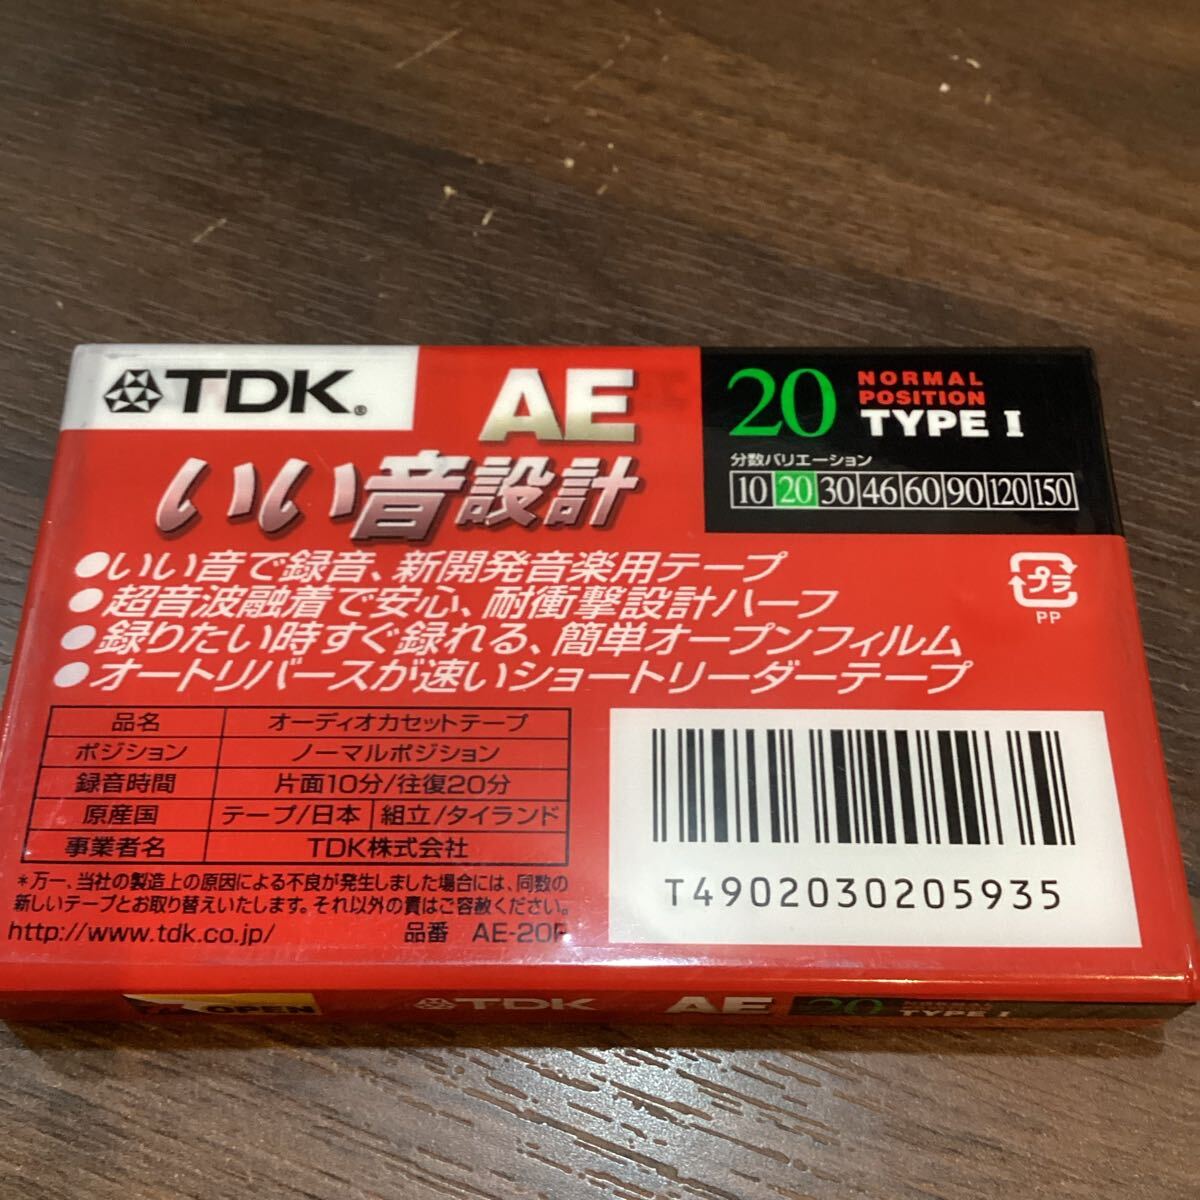 TDK®
AE
いい音設計
20 NORMAL POSITION TYPE I
分数バリエーション
10 20 30 46 60 90 120 150
●いい音で録音、新開発音楽用テープ
●超音波融着で安心、耐衝撃設計ハーフ
●録りたい時すぐ録れる、簡単オープンフィルム
●オートリバースが速いショートリーダーテープ
プラ
PP
品名 オーディオカセットテープ
ポジション ノーマルポジション
録音時間 片面10分/往復20分
原産国 テープ/日本 組立/タイランド
事業者名 TDK株式会社
*万一、当社の製造上の原因による不良が発生しました場合には、同数の
新しいテープとお取り替えいたします。それ以外の責はご容赦ください。
http://www.tdk.co.jp/ 品番 AE-20F
T4902030205935
OPEN TDK AE 20 NORMAL POSITION TYPE I